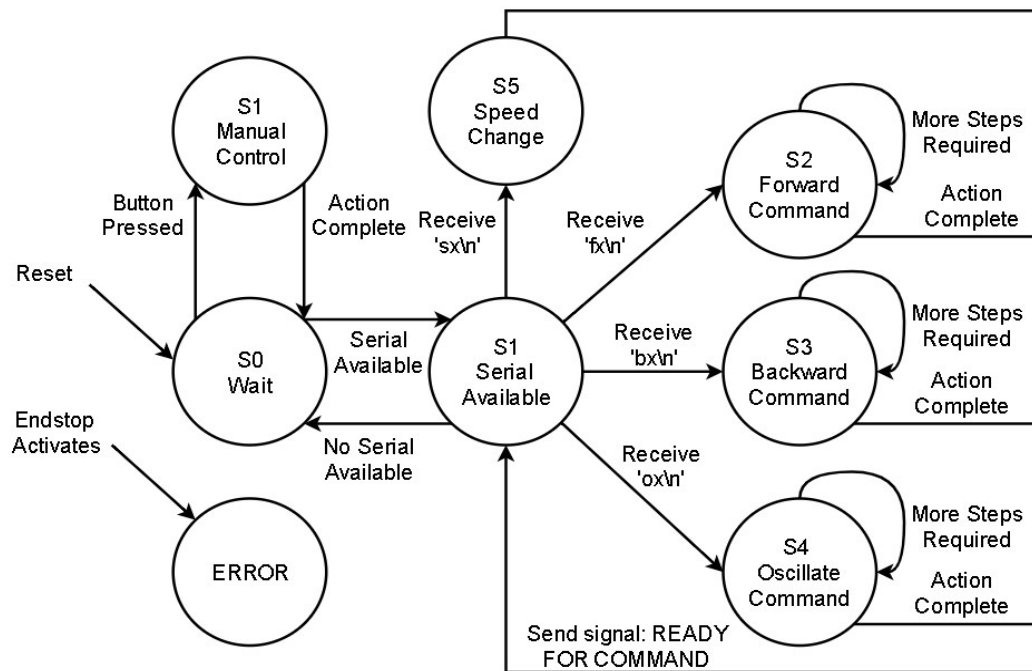 S1
Manual
Control
S5
Speed
Change
S2
Forward
Command
More Steps
Required
Action
Complete
Button
Pressed
Action
Complete
Receive
'sx\n'
Receive
'fx\n'
Reset
S0
Wait
Serial
Available
S1
Serial
Available
Receive
'bx\n'
S3
Backward
Command
More Steps
Required
Action
Complete
No Serial
Available
Endstop
Activates
Receive
'ox\n'
ERROR
S4
Oscillate
Command
More Steps
Required
Action
Complete
Send signal: READY
FOR COMMAND